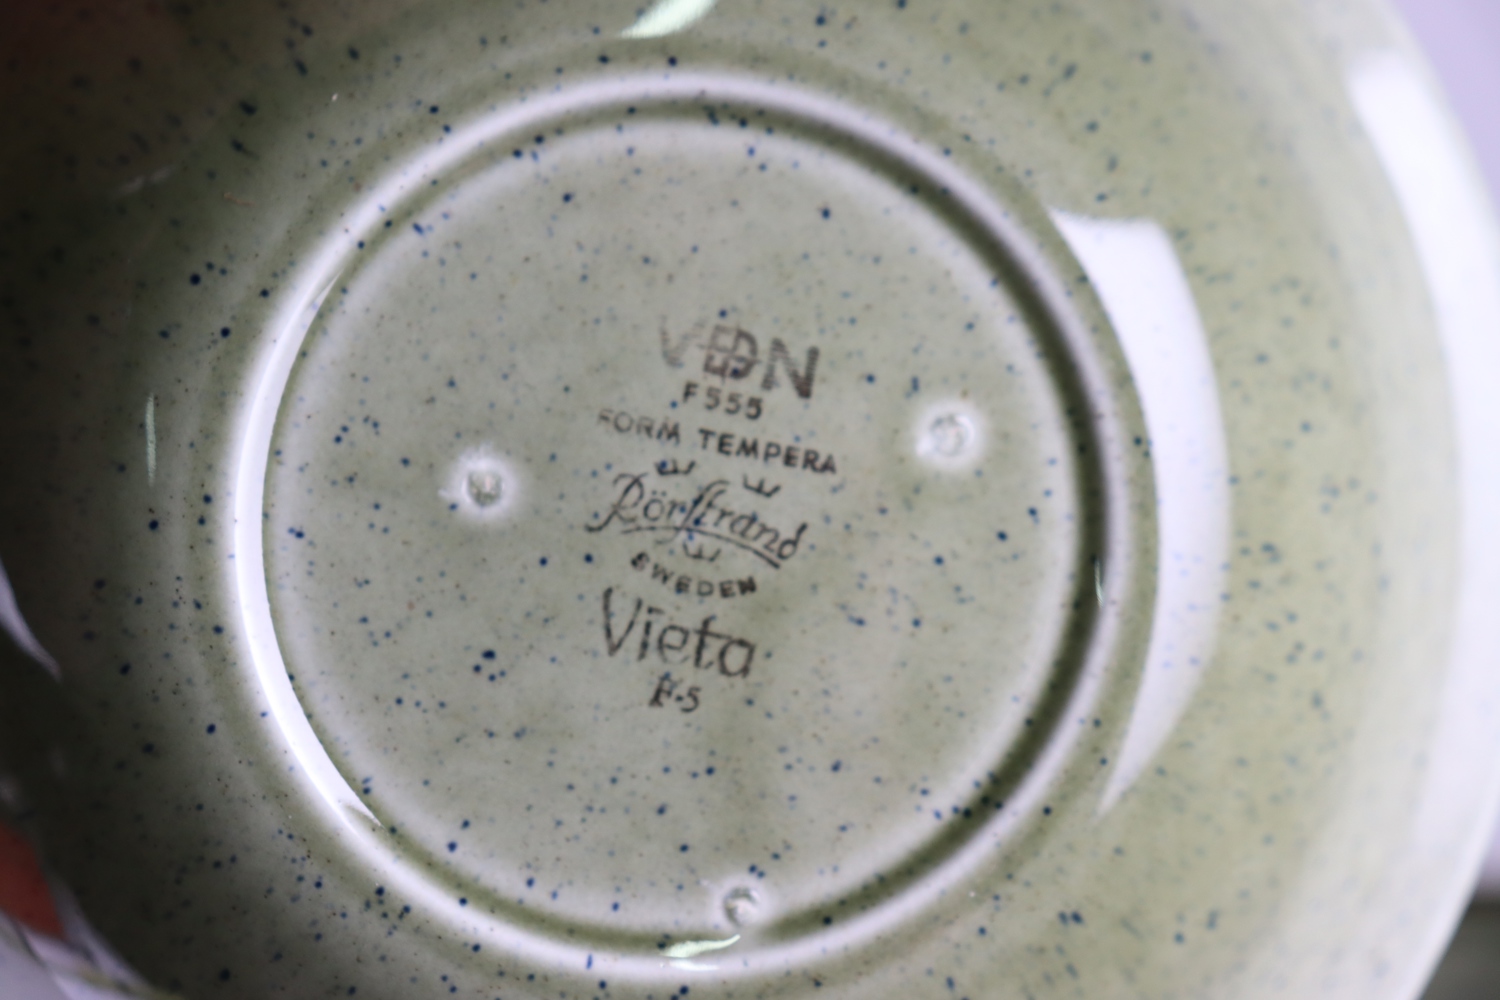 VDN
F555
FORM TEMPERA
Rörstrand
SWEDEN
Vieta
F-5